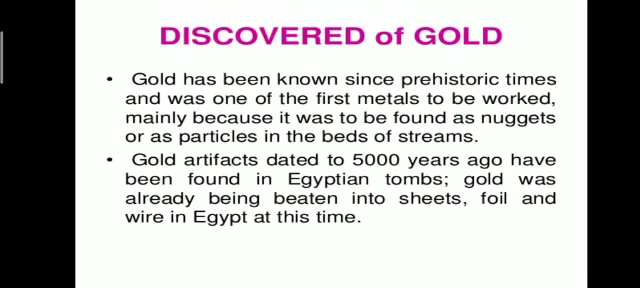 DISCOVERED of GOLD
• Gold has been known since prehistoric times
and was one of the first metals to be worked,
mainly because it was to be found as nuggets
or as particles in the beds of streams.
• Gold artifacts dated to 5000 years ago have
been found in Egyptian tombs; gold was
already being beaten into sheets, foil and
wire in Egypt at this time.